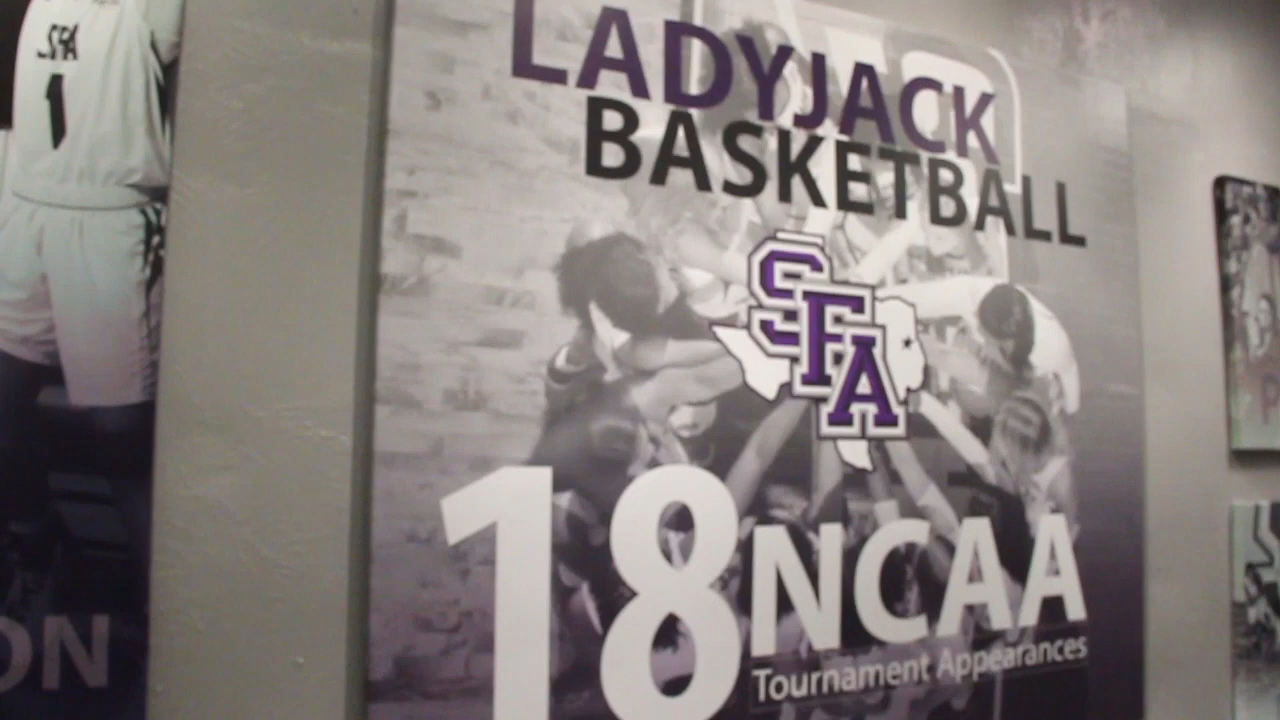 SFA
1
LADYJACK
BASKETBALL
SFA
18 NCAA
Tournament Appearances
ON
P